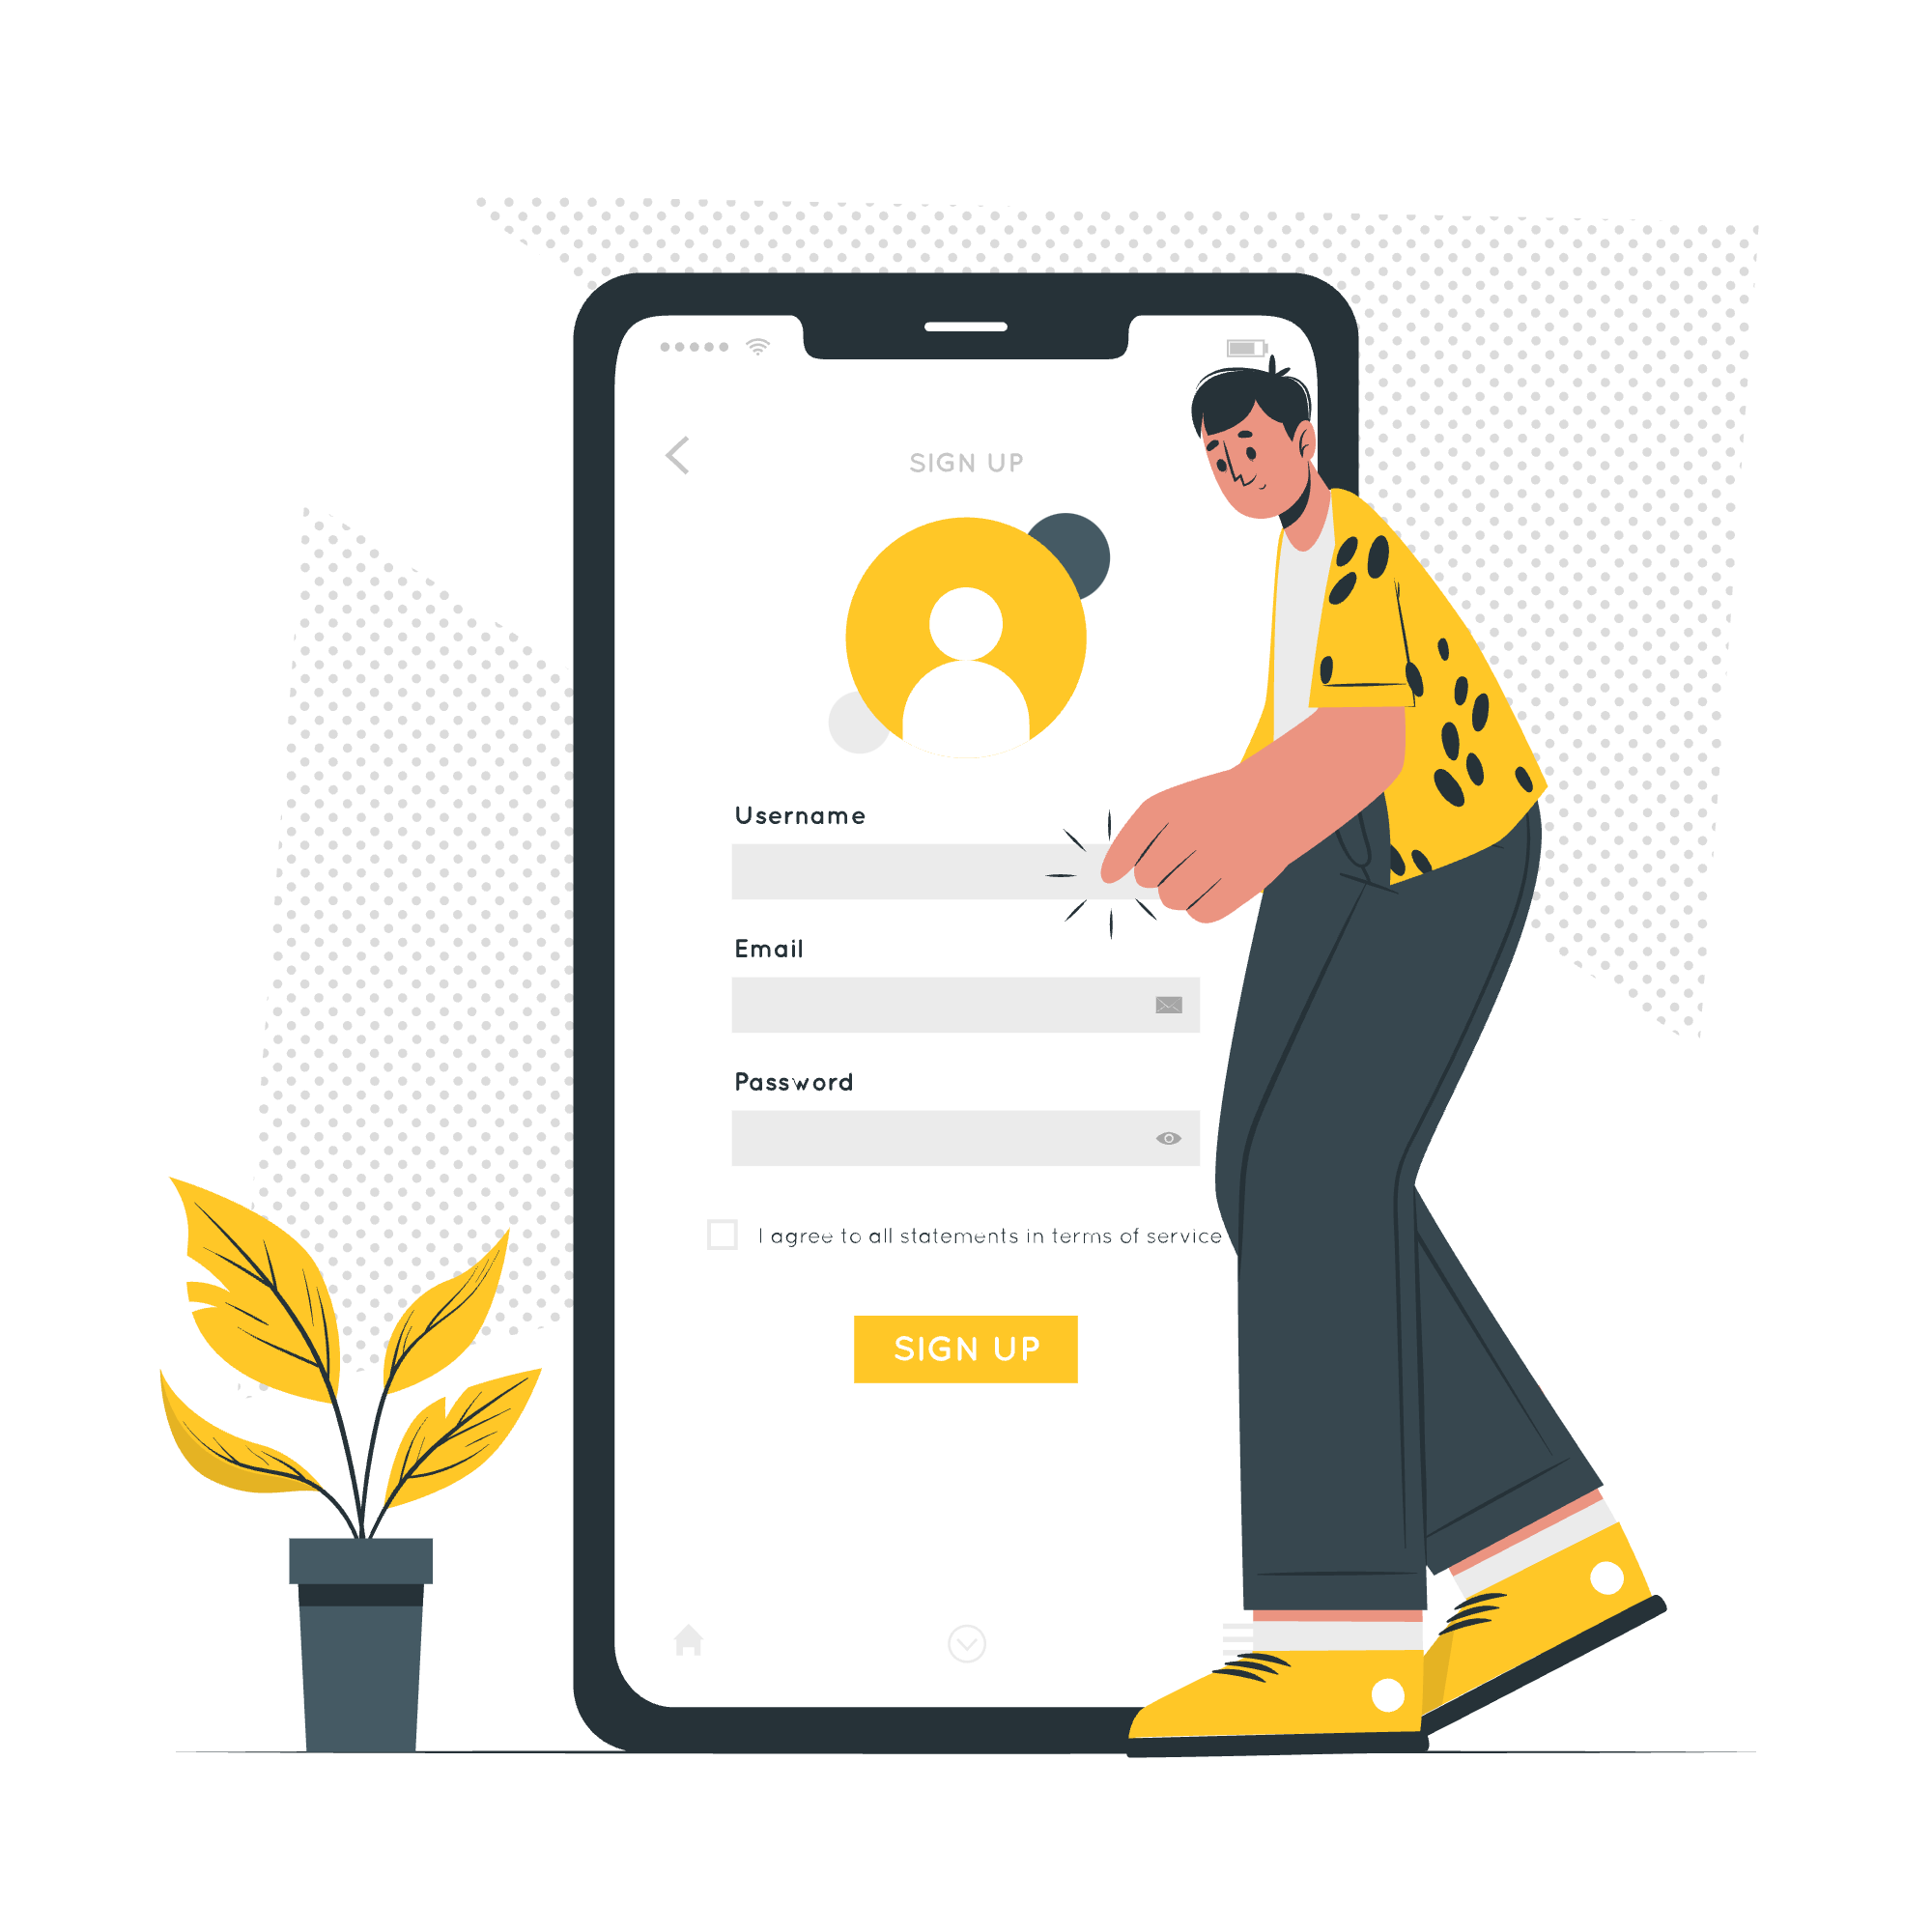 SIGN UP
Username
Email
Password
I agree to all statements in terms of service
SIGN UP